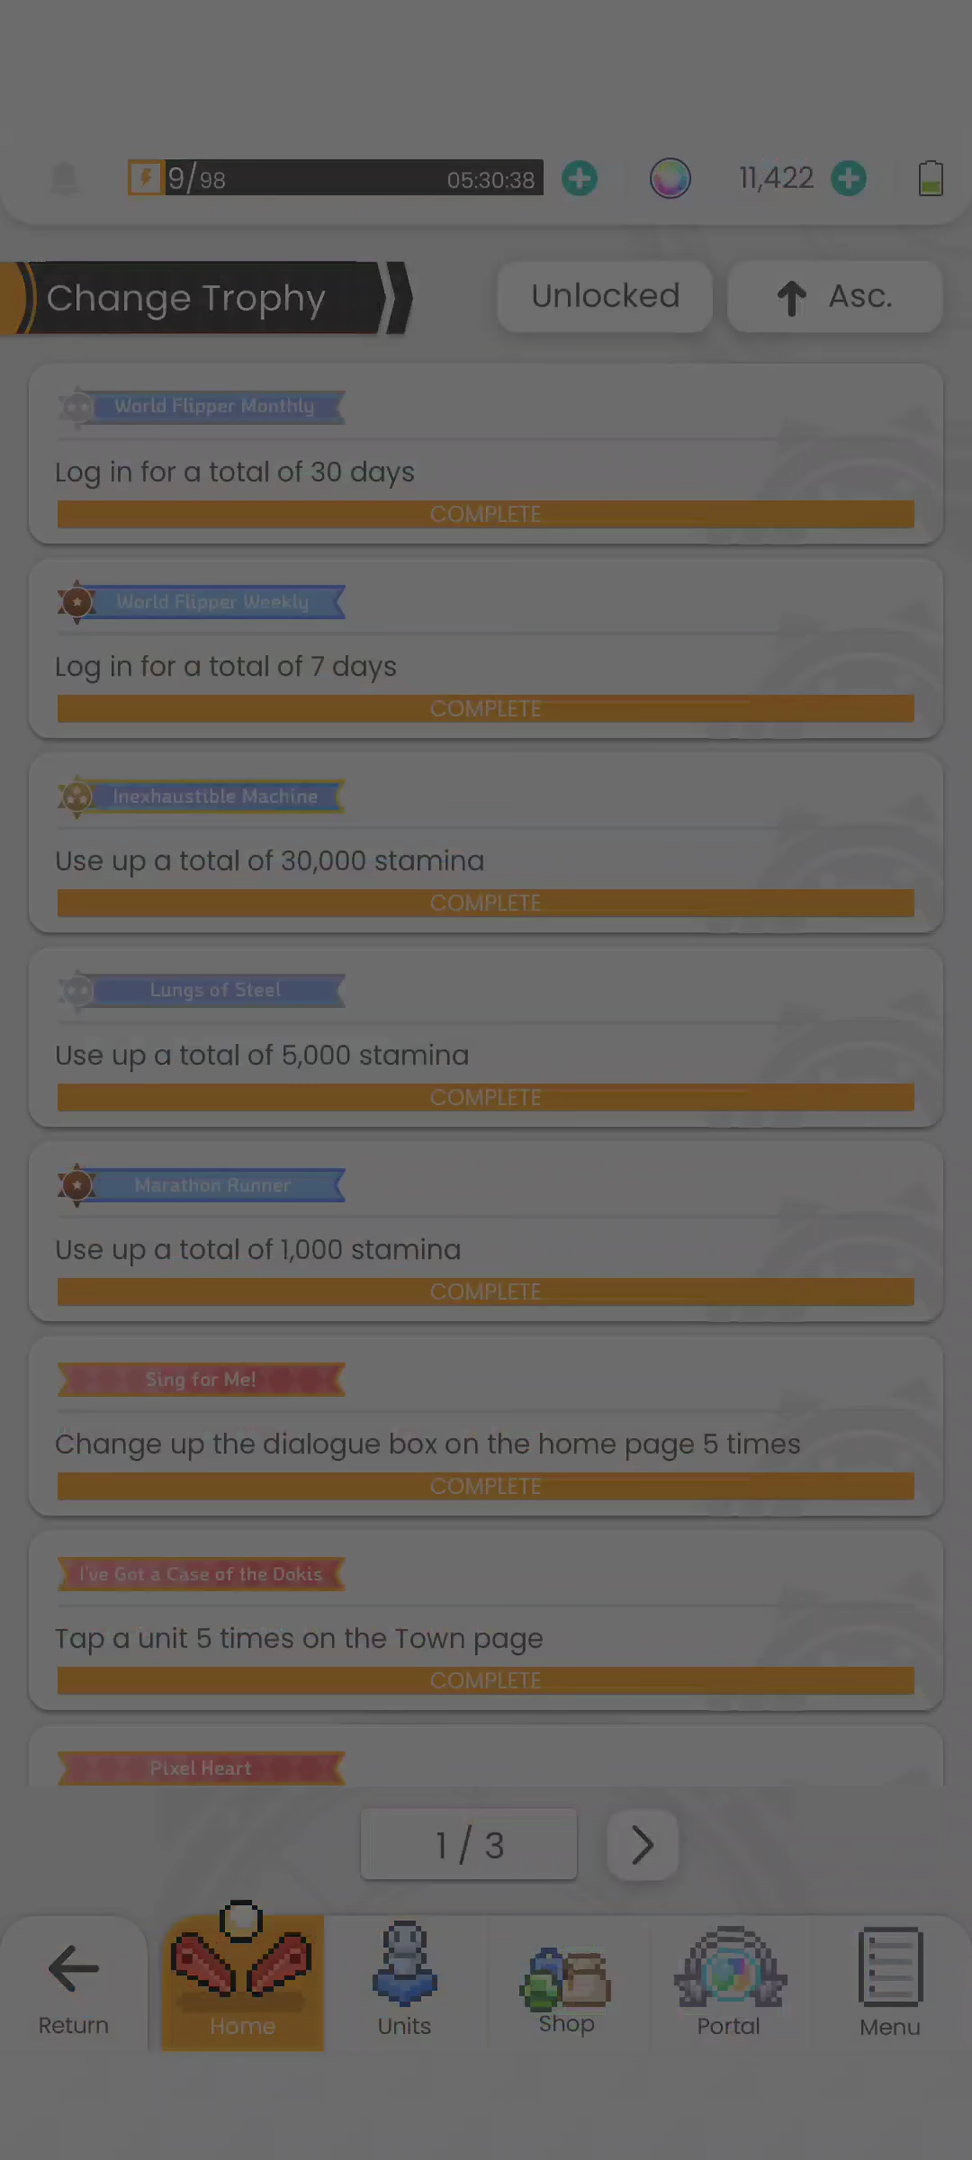 9/98
05:30:38
11,422
Change Trophy
Unlocked
Asc.
World Flipper Monthly
Log in for a total of 30 days
COMPLETE
World Flipper Weekly
Log in for a total of 7 days
COMPLETE
Inexhaustible Machine
Use up a total of 30,000 stamina
COMPLETE
Lungs of Steel
Use up a total of 5,000 stamina
COMPLETE
Marathon Runner
Use up a total of 1,000 stamina
COMPLETE
Sing for Me!
Change up the dialogue box on the home page 5 times
COMPLETE
I've Got a Case of the Dokis
Tap a unit 5 times on the Town page
COMPLETE
Pixel Heart
1 / 3
Return
Home
Units
Shop
Portal
Menu